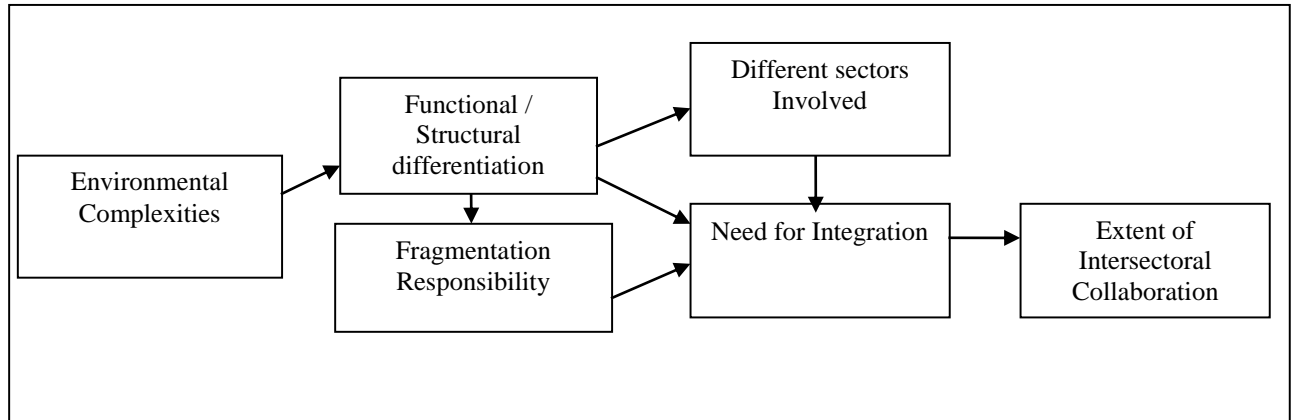 Environmental
Complexities
Functional /
Structural
differentiation
Fragmentation
Responsibility
Different sectors
Involved
Need for Integration
Extent of
Intersectoral
Collaboration